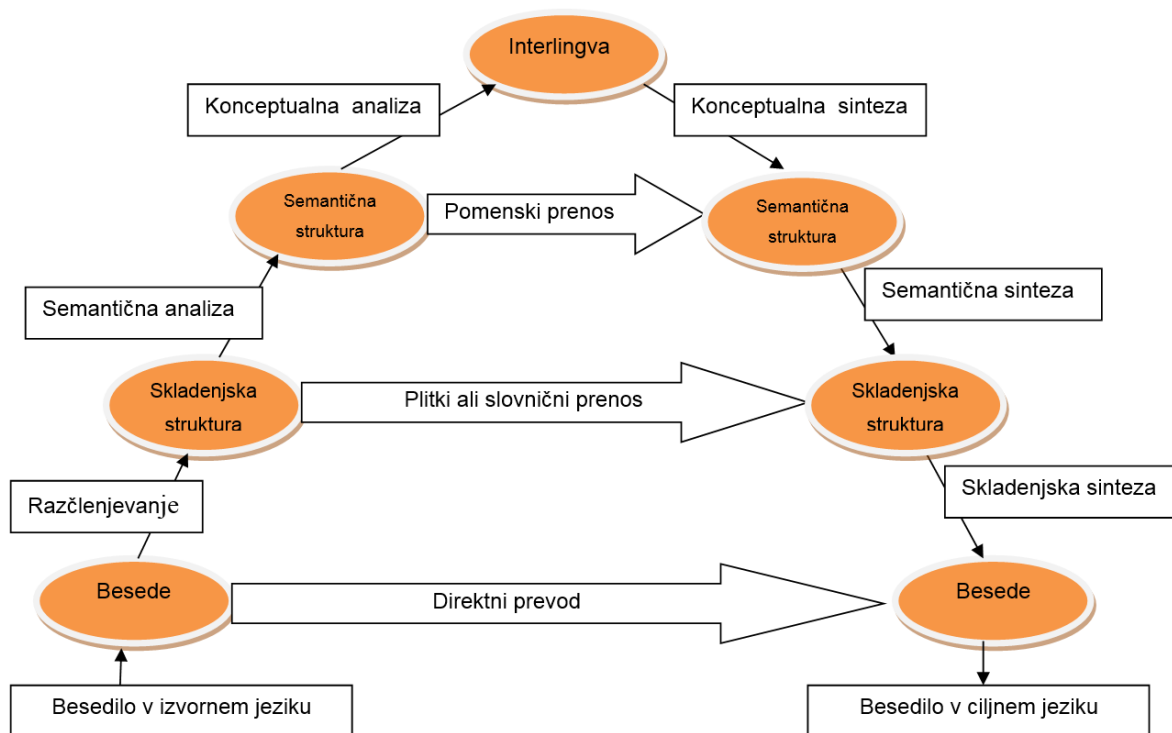 Interlingva
Konceptualna analiza
Konceptualna sinteza
Semantična
struktura
Pomenski prenos
Semantična
struktura
Semantična analiza
Semantična sinteza
Skladenjska
struktura
Plitki ali slovnični prenos
Skladenjska
struktura
Razčlenjevanje
Skladenjska sinteza
Besede
Direktni prevod
Besede
Besedilo v izvornem jeziku
Besedilo v ciljnem jeziku